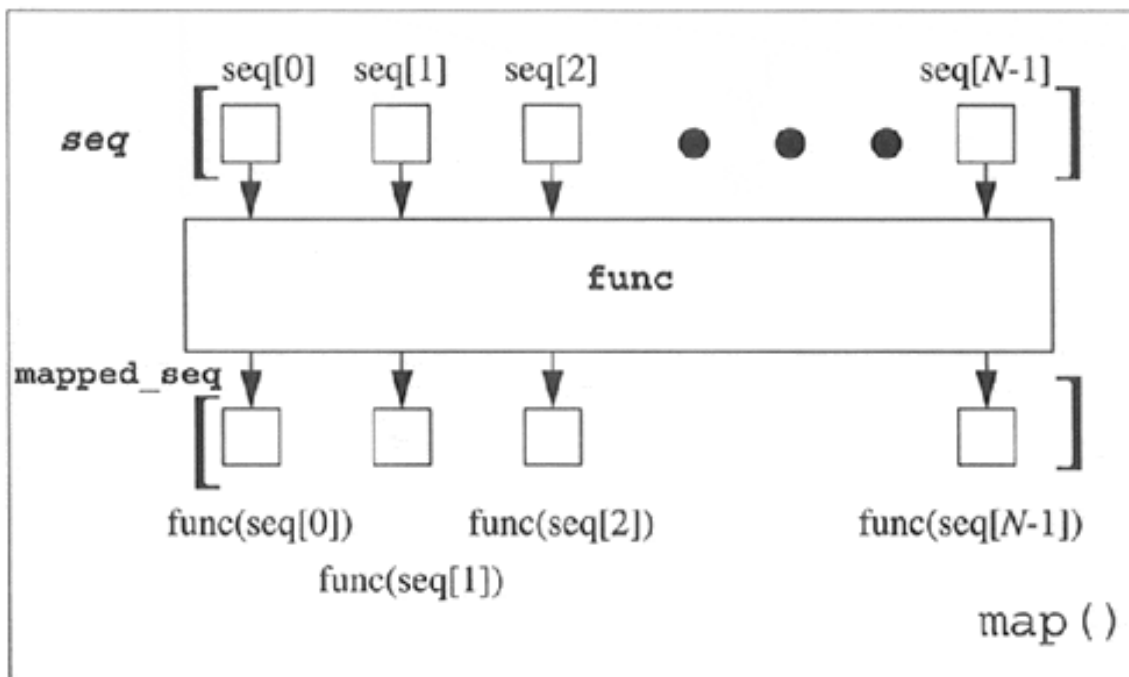 seq[0] seq[1] seq[2] seq[N-1]
seq
func
mapped_seq
func(seq[0]) func(seq[2]) func(seq[N-1])
func(seq[1])
map()